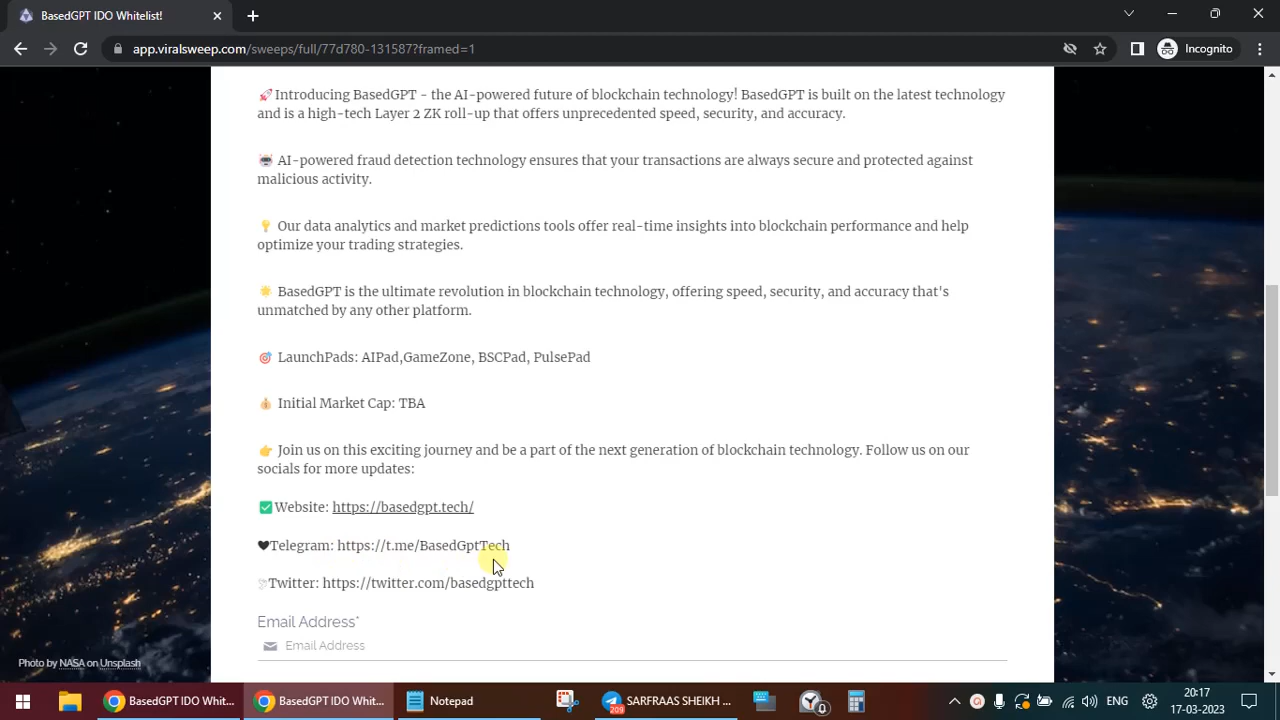 BasedGPT IDO Whitelist!
app.viralsweep.com/sweeps/full/77d780-131587?framed=1
Incognito
🚀Introducing BasedGPT - the AI-powered future of blockchain technology! BasedGPT is built on the latest technology
and is a high-tech Layer 2 ZK roll-up that offers unprecedented speed, security, and accuracy.
AI-powered fraud detection technology ensures that your transactions are always secure and protected against
malicious activity.
💡 Our data analytics and market predictions tools offer real-time insights into blockchain performance and help
optimize your trading strategies.
🌟 BasedGPT is the ultimate revolution in blockchain technology, offering speed, security, and accuracy that's
unmatched by any other platform.
🎯 LaunchPads: AIPad,GameZone, BSCPad, PulsePad
💰 Initial Market Cap: TBA
👉 Join us on this exciting journey and be a part of the next generation of blockchain technology. Follow us on our
socials for more updates:
✅Website: https://basedgpt.tech/
🖤Telegram: https://t.me/BasedGptTech
Twitter: https://twitter.com/basedgpttech
Email Address*
Email Address
Photo by NASA on Unsplash
BasedGPT IDO Whit...
BasedGPT IDO Whit...
Notepad
209
SARFRAAS SHEIKH ...
0
ENG
20:17
17-03-2023